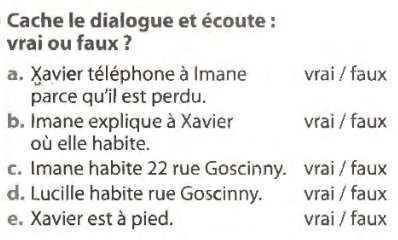 Cache le dialogue et écoute :
vrai ou faux ?
a. Xavier téléphone à Imane vrai / faux
parce qu'il est perdu.
b. Imane explique à Xavier vrai / faux
où elle habite.
c. Imane habite 22 rue Goscinny. vrai / faux
d. Lucille habite rue Goscinny. vrai / faux
e. Xavier est à pied. vrai / faux